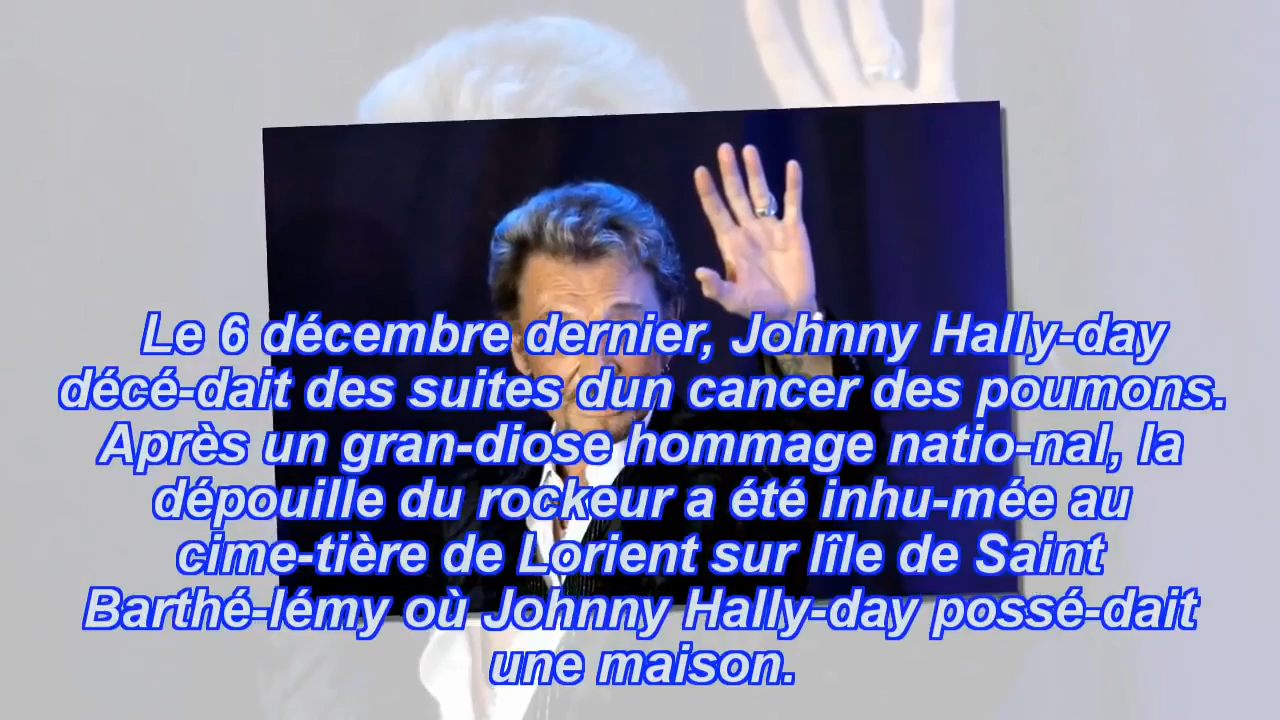 Le 6 décembre dernier, Johnny Hally-day
décé-dait des suites dun cancer des poumons.
Après un gran-diose hommage natio-nal, la
dépouille du rockeur a été inhu-mée au
cime-tière de Lorient sur lîle de Saint
Barthé-lémy où Johnny Hally-day possé-dait
une maison.